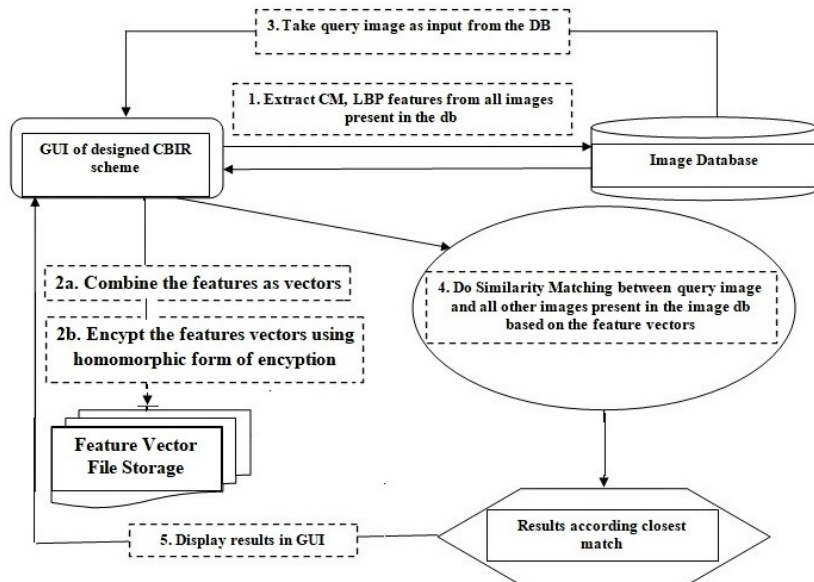 3. Take query image as input from the DB
1. Extract CM, LBP features from all images
present in the db
GUI of designed CBIR
scheme
Image Database
2a. Combine the features as vectors
2b. Encypt the features vectors using
homomorphic form of encyption
4. Do Similarity Matching between query image
and all other images present in the image db
based on the feature vectors
Feature Vector
File Storage
5. Display results in GUI
Results according closest
match